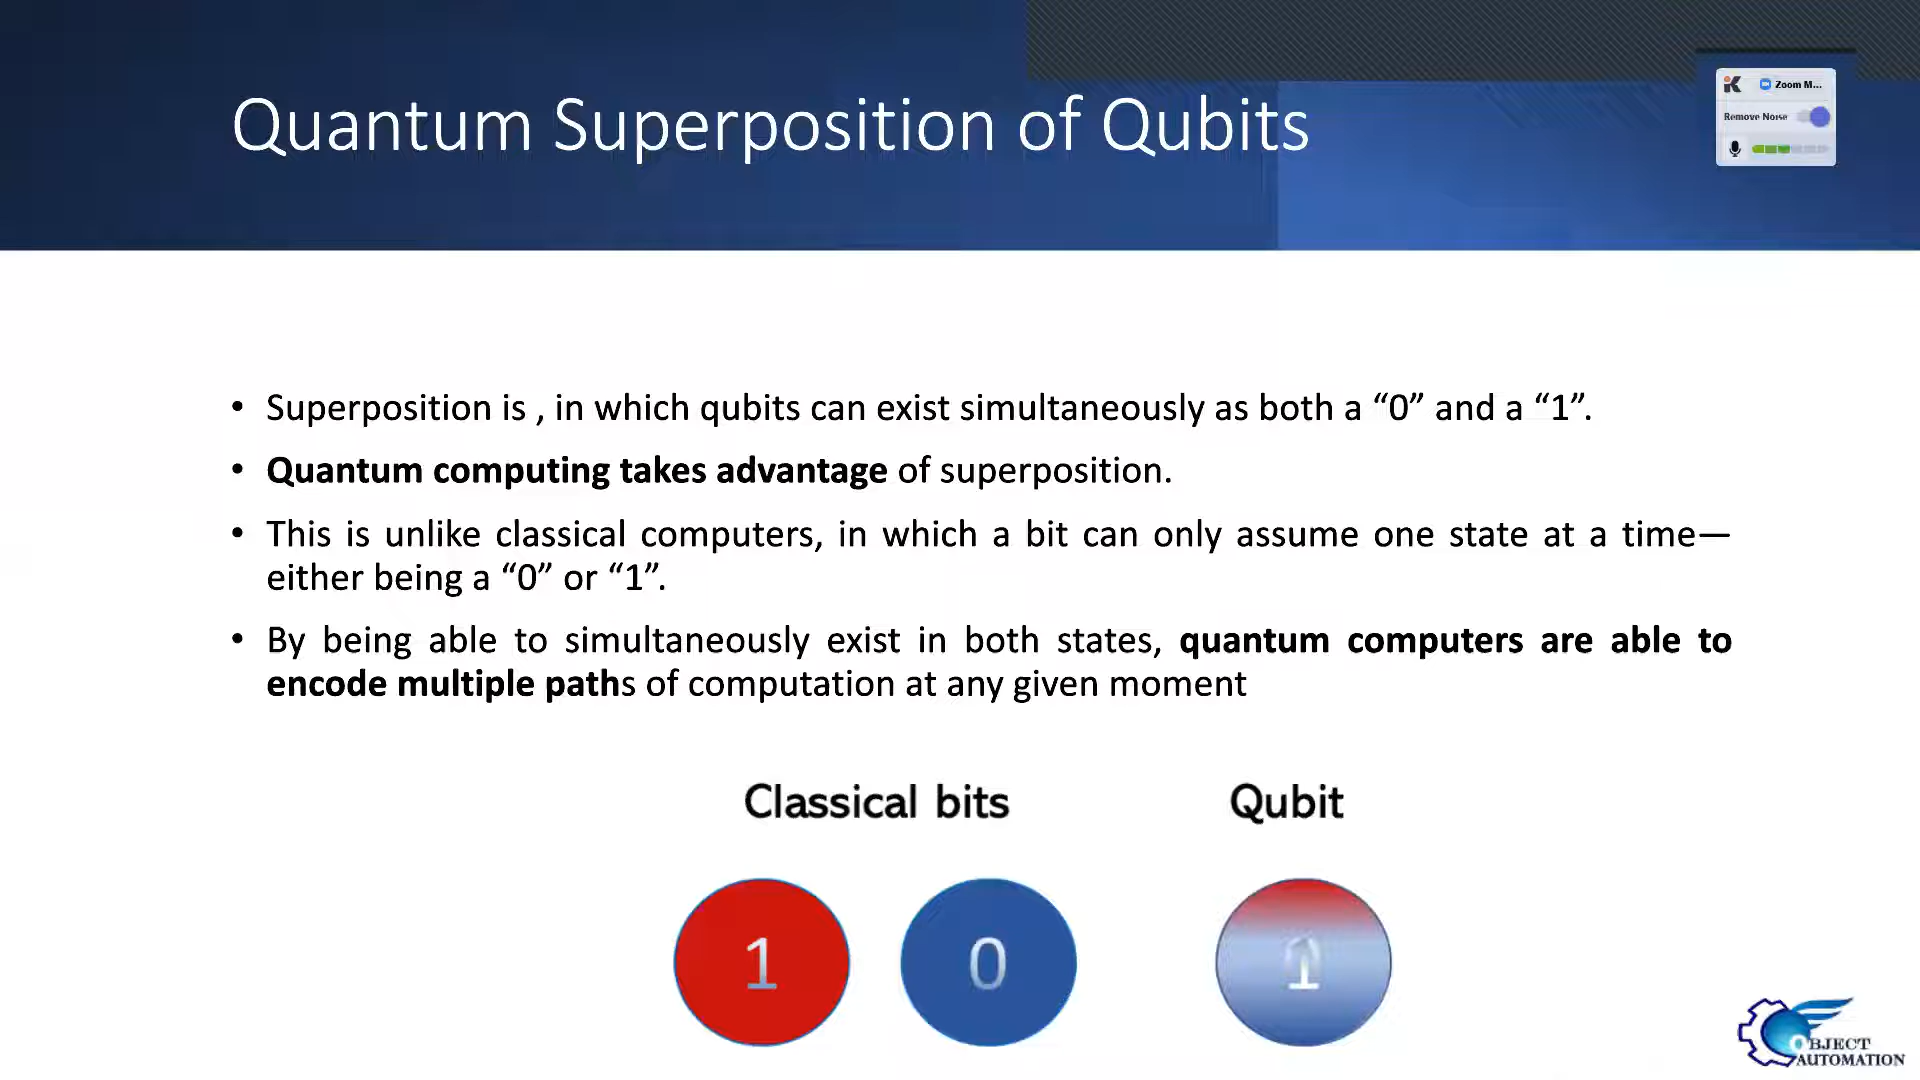 Quantum Superposition of Qubits
Zoom M...
Remove Noise
• Superposition is , in which qubits can exist simultaneously as both a “0” and a “1”.
• Quantum computing takes advantage of superposition.
• This is unlike classical computers, in which a bit can only assume one state at a time—
either being a “0” or “1”.
• By being able to simultaneously exist in both states, quantum computers are able to
encode multiple paths of computation at any given moment
Classical bits
Qubit
1
0
1
OBJECT
AUTOMATION